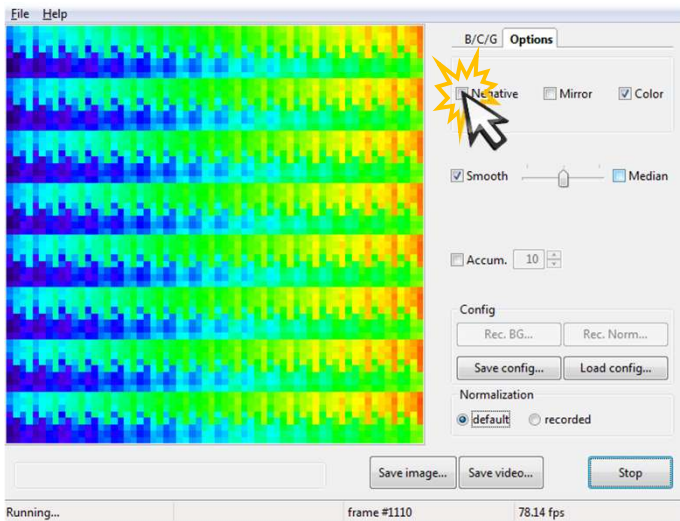 File Help
B/C/G Options
Negative Mirror Color
Smooth Median
Accum. 10
Config
Rec. BG... Rec. Norm...
Save config... Load config...
Normalization
default recorded
Save image... Save video... Stop
Running... frame #1110 78.14 fps